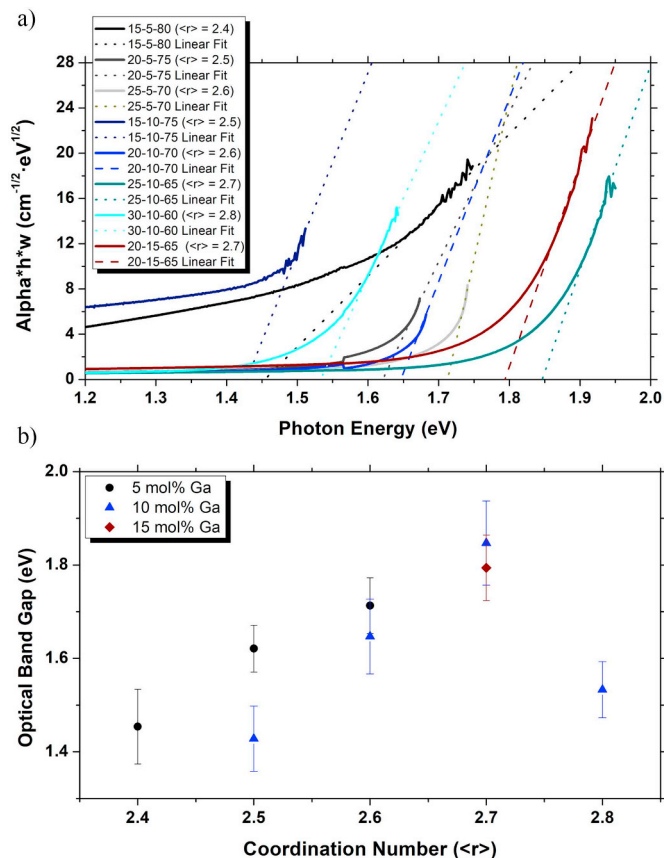 a)
15-5-80 (<r> = 2.4)
15-5-80 Linear Fit
20-5-75 (<r> = 2.5)
20-5-75 Linear Fit
25-5-70 (<r> = 2.6)
25-5-70 Linear Fit
15-10-75 (<r> = 2.5)
15-10-75 Linear Fit
20-10-70 (<r> = 2.6)
20-10-70 Linear Fit
25-10-65 (<r> = 2.7)
25-10-65 Linear Fit
30-10-60 (<r> = 2.8)
30-10-60 Linear Fit
20-15-65 (<r> = 2.7)
20-15-65 Linear Fit
Alpha*h*w (cm⁻¹/²·eV¹/²)
28
24
20
16
12
8
4
0
1.2 1.3 1.4 1.5 1.6 1.7 1.8 1.9 2.0
Photon Energy (eV)
b)
5 mol% Ga
10 mol% Ga
15 mol% Ga
Optical Band Gap (eV)
2.0
1.8
1.6
1.4
2.4 2.5 2.6 2.7 2.8
Coordination Number (<r>)